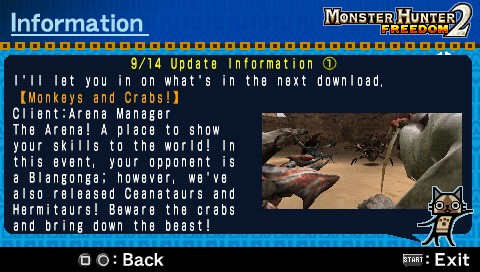 Information
MONSTER HUNTER
FREEDOM 2
9/14 Update Information ①
I'll let you in on what's in the next download,
【Monkeys and Crabs!】
Client:Arena Manager
The Arena! A place to show
your skills to the world! In
this event, your opponent is
a Blangonga; however, we've
also released Ceanataurs and
Hermitaurs! Beware the crabs
and bring down the beast!
□ ○: Back
START: Exit